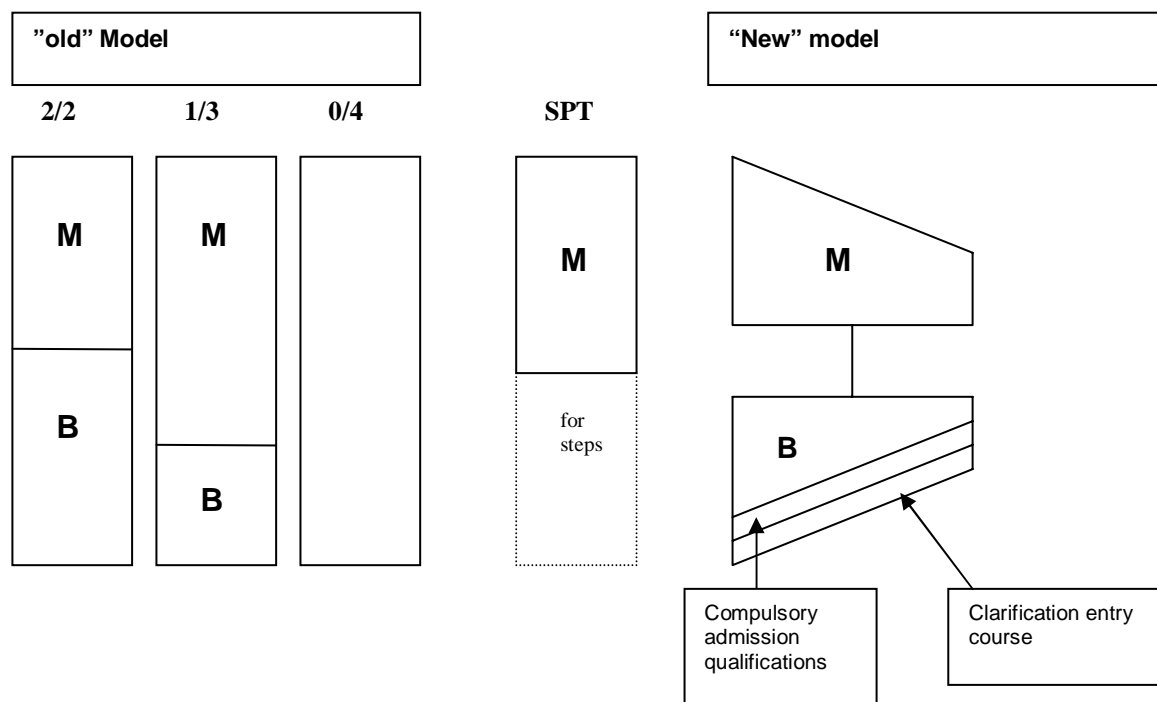 ”old” Model
“New” model
2/2
1/3
0/4
SPT
M
M
M
M
B
B
for
steps
B
Compulsory
admission
qualifications
Clarification entry
course